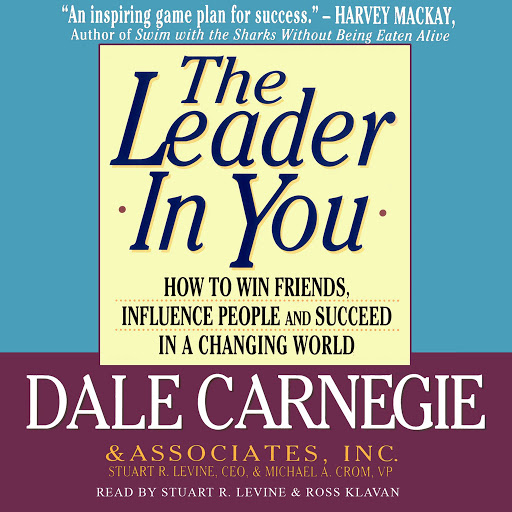 “An inspiring game plan for success.” – HARVEY MACKAY,
Author of Swim with the Sharks Without Being Eaten Alive
The
Leader
· In You ·
HOW TO WIN FRIENDS,
INFLUENCE PEOPLE AND SUCCEED
IN A CHANGING WORLD
DALE CARNEGIE
& ASSOCIATES, INC.
STUART R. LEVINE, CEO, & MICHAEL A. CROM, VP
READ BY STUART R. LEVINE & ROSS KLAVAN